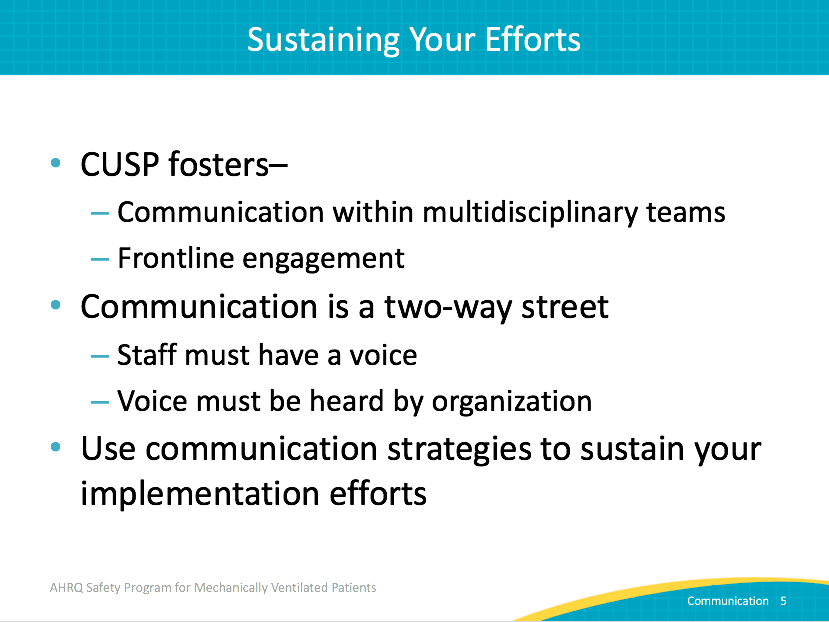 Sustaining Your Efforts
• CUSP fosters–
– Communication within multidisciplinary teams
– Frontline engagement
• Communication is a two-way street
– Staff must have a voice
– Voice must be heard by organization
• Use communication strategies to sustain your
implementation efforts
AHRQ Safety Program for Mechanically Ventilated Patients
Communication 5